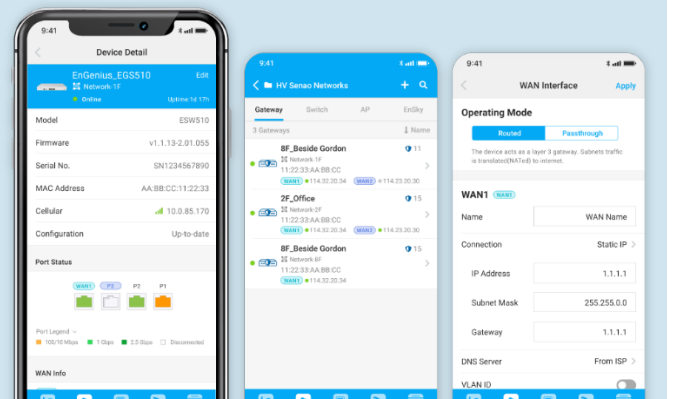 9:41
Device Detail
EnGenius_EGS510
Edit
Network-1F
Online
Uptime 1d 17h
Model
ESW510
Firmware
v1.1.13-2.01.055
Serial No.
SN1234567890
MAC Address
AA:BB:CC:11:22:33
Cellular
10.0.85.170
Configuration
Up-to-date
Port Status
WAN1
P3
P2
P1
Port Legend
100/10 Mbps
1 Gbps
2.5 Gbps
Disconnected
WAN Info
9:41
HV Senao Networks
Gateway
Switch
AP
EnSky
3 Gateways
Name
8F_Beside Gordon
11
Network-1F
11:22:33:AA:BB:CC
WAN1 114.32.20.34 WAN2 114.23.20.30
2F_Office
15
Network-2F
11:22:33:AA:BB:CC
WAN1 114.32.20.34 WAN2 114.23.20.30
8F_Beside Gordon
15
Network-8F
11:22:33:AA:BB:CC
WAN1 114.32.20.34
9:41
WAN Interface
Apply
Operating Mode
Routed
Passthrough
The device acts as a layer 3 gateway. Subnets traffic
is translated(NATed) to internet.
WAN1 WAN1
Name
WAN Name
Connection
Static IP
IP Address
1.1.1.1
Subnet Mask
255.255.0.0
Gateway
1.1.1.1
DNS Server
From ISP
VLAN ID